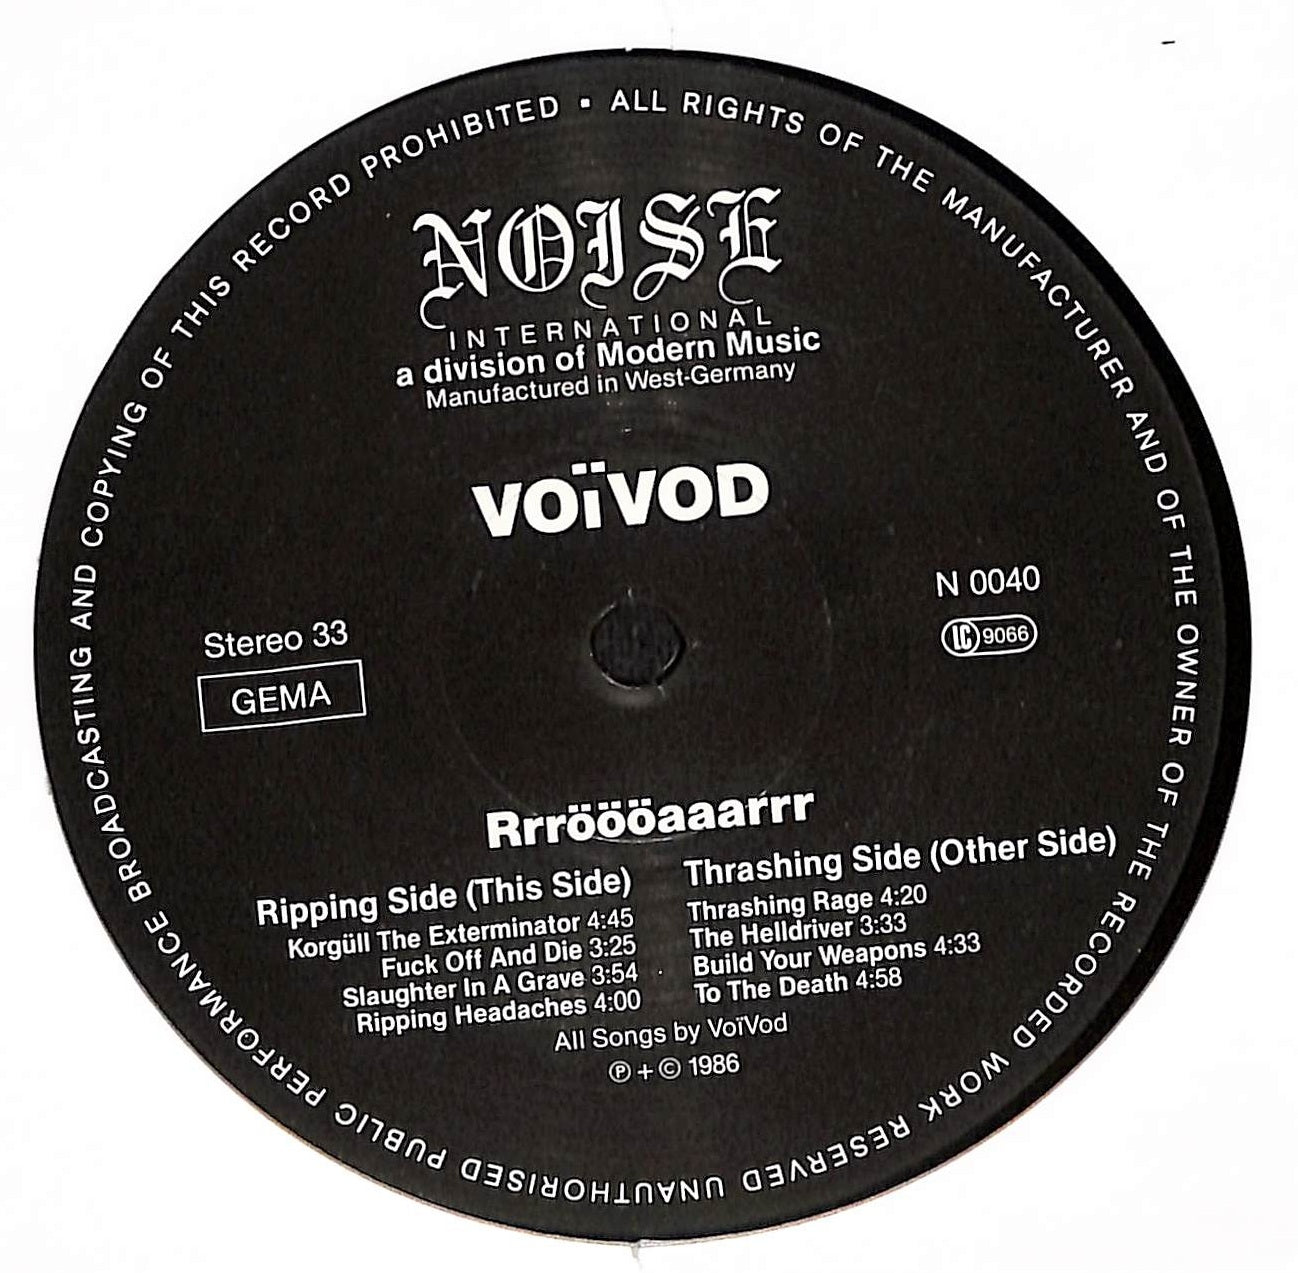 ALL RIGHTS OF THE MANUFACTURER AND OF THE OWNER OF THE RECORDED WORK RESERVED UNAUTHORISED PUBLIC PERFORMANCE BROADCASTING AND COPYING OF THIS RECORD PROHIBITED ▪
NOISE
INTERNATIONAL
a division of Modern Music
Manufactured in West-Germany
VOïVOD
N 0040
LC 9066
Stereo 33
GEMA
Rrröööaaarrr
Ripping Side (This Side)
Korgüll The Exterminator 4:45
Fuck Off And Die 3:25
Slaughter In A Grave 3:54
Ripping Headaches 4:00
Thrashing Side (Other Side)
Thrashing Rage 4:20
The Helldriver 3:33
Build Your Weapons 4:33
To The Death 4:58
All Songs by VoïVod
℗ + © 1986